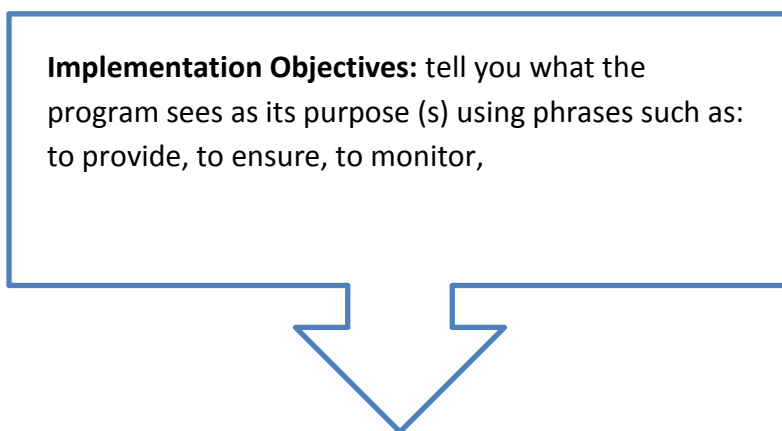 Implementation Objectives: tell you what the
program sees as its purpose (s) using phrases such as:
to provide, to ensure, to monitor,